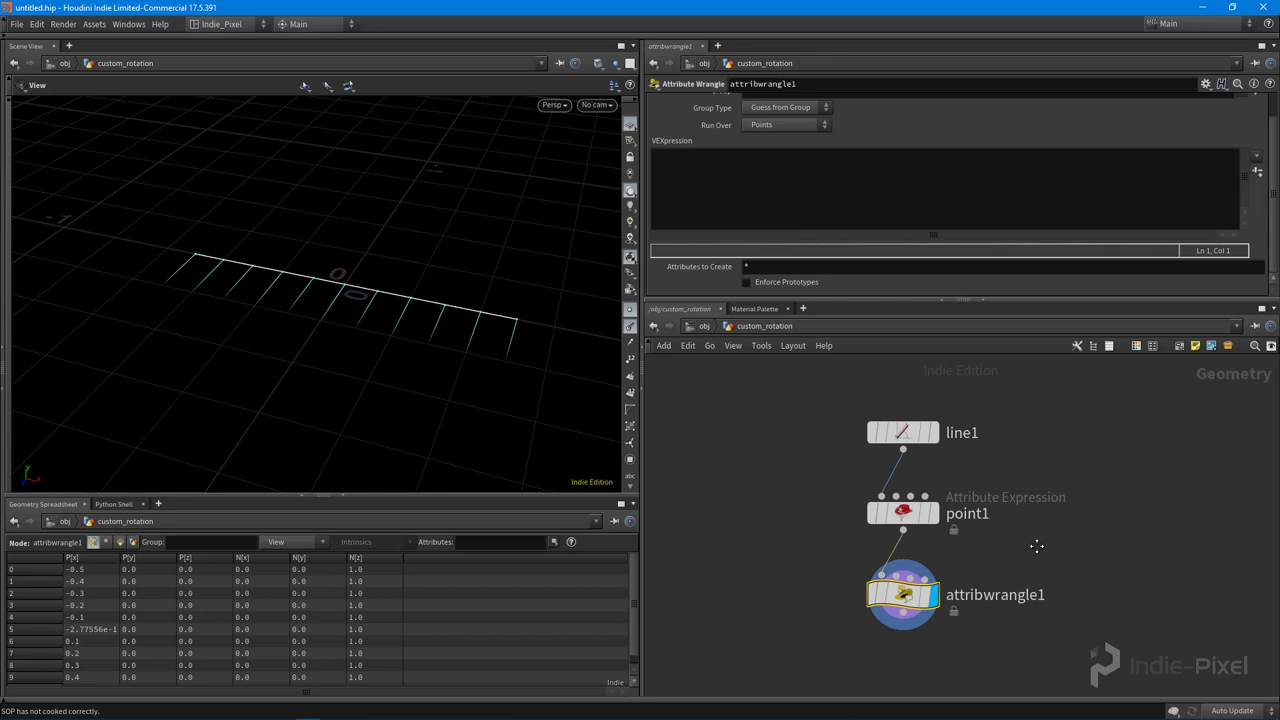 untitled.hip - Houdini Indie Limited-Commercial 17.5.391
File Edit Render Assets Windows Help Indie_Pixel Main Main
Scene View
obj custom_rotation
View
Persp No cam
-1
-1
0
0
Indie Edition
Geometry Spreadsheet Python Shell
obj custom_rotation
Node: attribwrangle1 Group: View Intrinsics Attributes:
P[x] P[y] P[z] N[x] N[y] N[z]
0 -0.5 0.0 0.0 0.0 0.0 1.0
1 -0.4 0.0 0.0 0.0 0.0 1.0
2 -0.3 0.0 0.0 0.0 0.0 1.0
3 -0.2 0.0 0.0 0.0 0.0 1.0
4 -0.1 0.0 0.0 0.0 0.0 1.0
5 -2.77556e-1 0.0 0.0 0.0 0.0 1.0
6 0.1 0.0 0.0 0.0 0.0 1.0
7 0.2 0.0 0.0 0.0 0.0 1.0
8 0.3 0.0 0.0 0.0 0.0 1.0
9 0.4 0.0 0.0 0.0 0.0 1.0
Indie
SOP has not cooked correctly.
attribwrangle1
obj custom_rotation
Attribute Wrangle attribwrangle1
Group Type Guess from Group
Run Over Points
VEXpression
Ln 1, Col 1
Attributes to Create *
Enforce Prototypes
/obj/custom_rotation Material Palette
obj custom_rotation
Add Edit Go View Tools Layout Help
Indie Edition
Geometry
line1
Attribute Expression
point1
attribwrangle1
Indie-Pixel
Auto Update